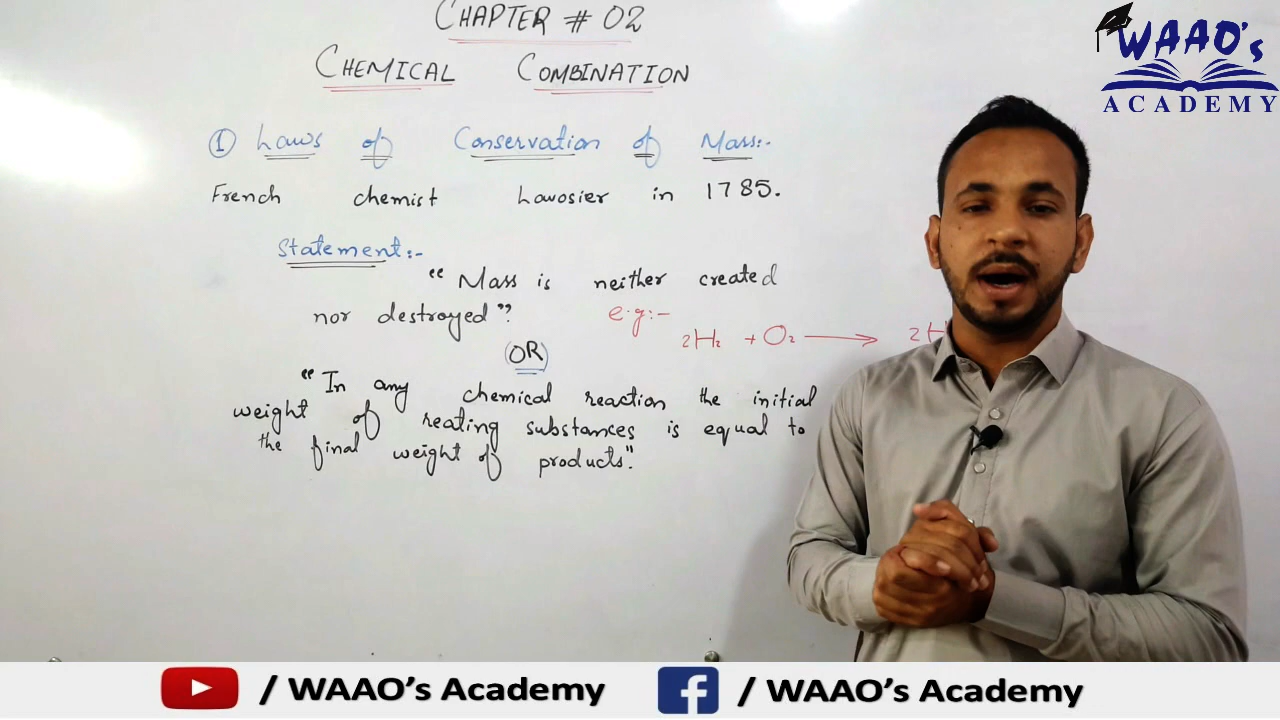 CHAPTER # 02
CHEMICAL COMBINATION
① Laws of Conservation of Mass:-
French chemist Lavosier in 1785.
Statement:-
"Mass is neither created
nor destroyed"?
e.g:-
2H₂ + O₂ ⟶ 2H
OR
"In any chemical reaction the initial
weight of reating substances is equal to
the final weight of products."
WAAO's
ACADEMY
/ WAAO's Academy
/ WAAO's Academy